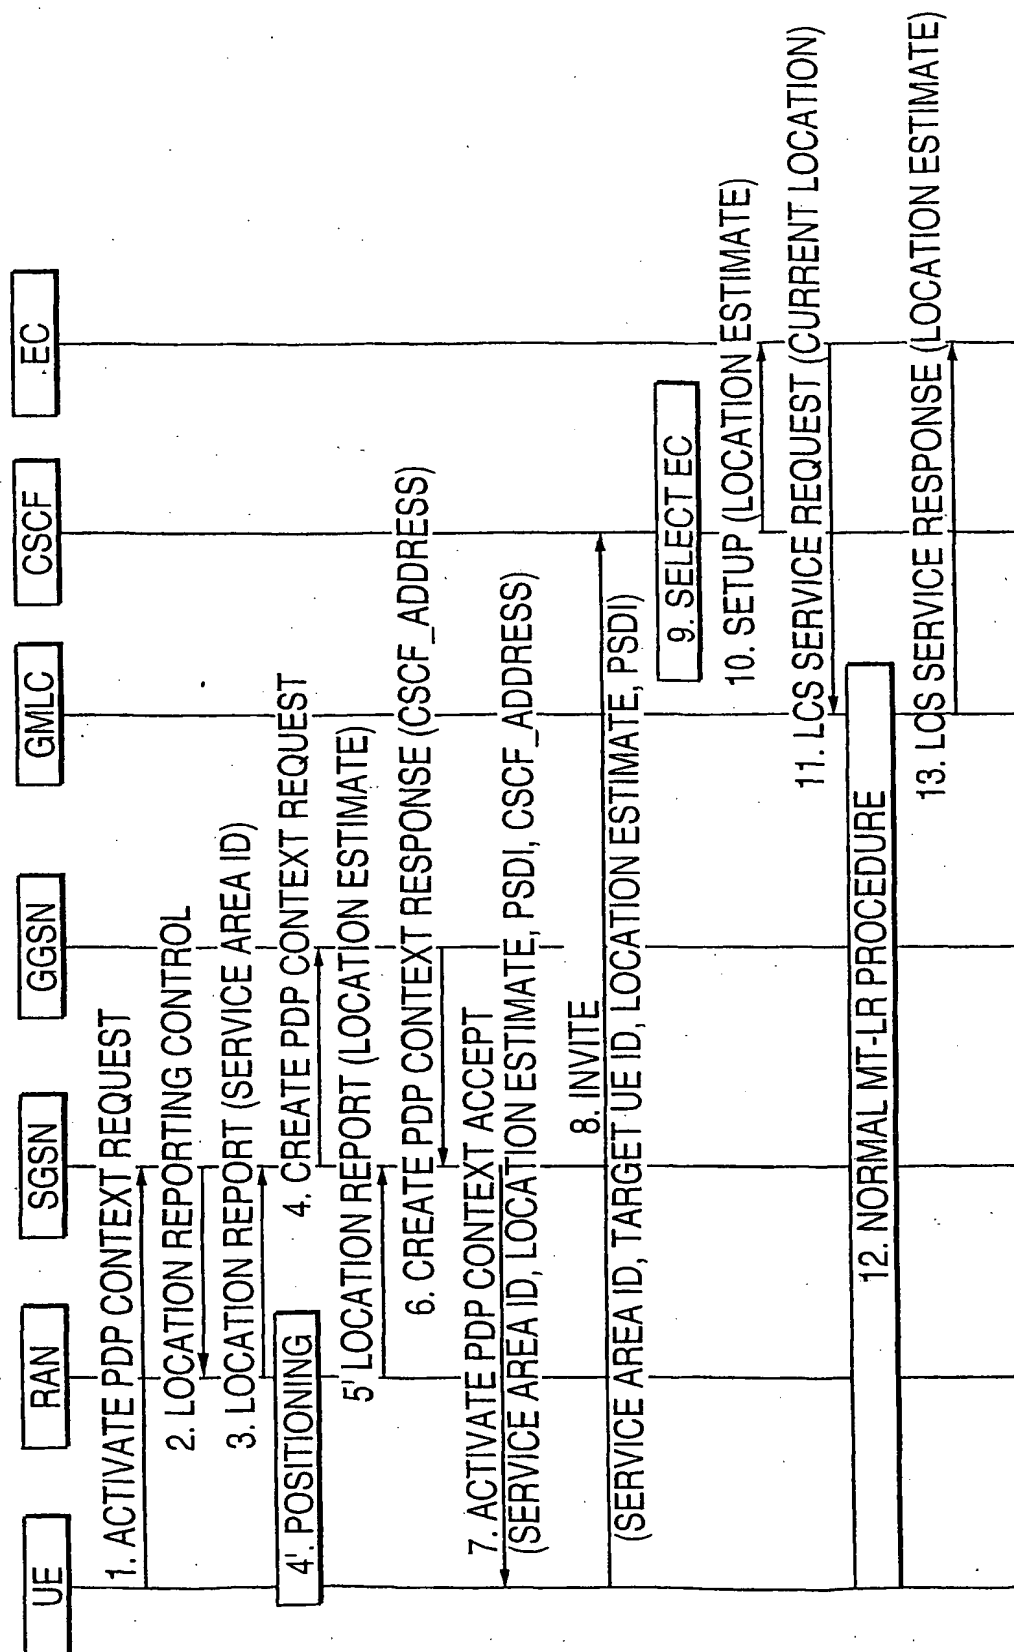 UE
RAN
SGSN
GGSN
GMLC
CSCF
EC
1. ACTIVATE PDP CONTEXT REQUEST
2. LOCATION REPORTING CONTROL
3. LOCATION REPORT (SERVICE AREA ID)
4. CREATE PDP CONTEXT REQUEST
4'. POSITIONING
5' LOCATION REPORT (LOCATION ESTIMATE)
6. CREATE PDP CONTEXT RESPONSE (CSCF_ADDRESS)
7. ACTIVATE PDP CONTEXT ACCEPT
(SERVICE AREA ID, LOCATION ESTIMATE, PSDI, CSCF_ADDRESS)
8. INVITE
(SERVICE AREA ID, TARGET UE ID, LOCATION ESTIMATE, PSDI)
9. SELECT EC
10. SETUP (LOCATION ESTIMATE)
11. LCS SERVICE REQUEST (CURRENT LOCATION)
12. NORMAL MT-LR PROCEDURE
13. LOS SERVICE RESPONSE (LOCATION ESTIMATE)